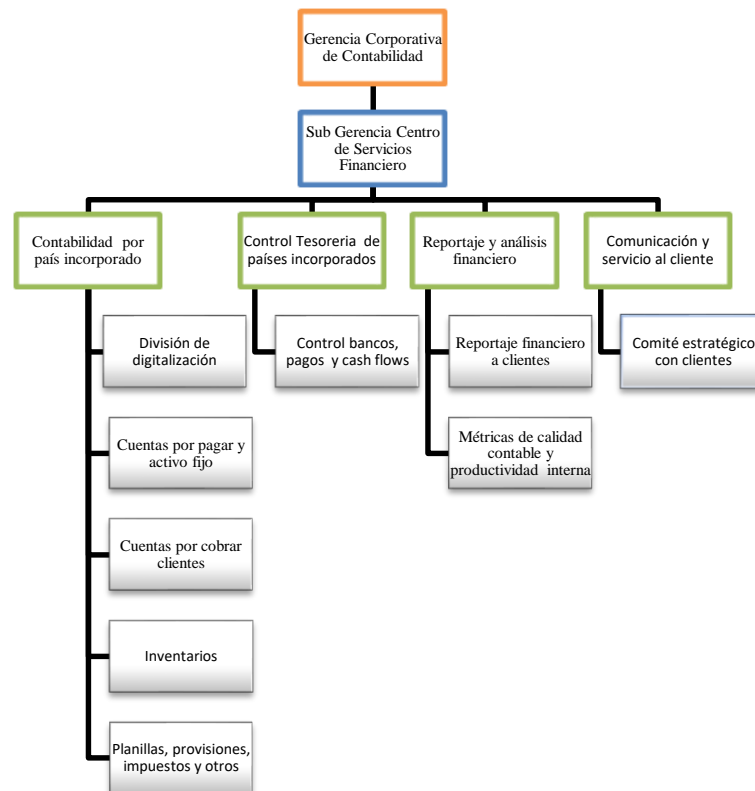 Gerencia Corporativa
de Contabilidad
Sub Gerencia Centro
de Servicios
Financiero
Contabilidad por
país incorporado
Control Tesoreria de
países incorporados
Reportaje y análisis
financiero
Comunicación y
servicio al cliente
División de
digitalización
Cuentas por pagar y
activo fijo
Cuentas por cobrar
clientes
Inventarios
Planillas, provisiones,
impuestos y otros
Control bancos,
pagos y cash flows
Reportaje financiero
a clientes
Métricas de calidad
contable y
productividad interna
Comité estratégico
con clientes